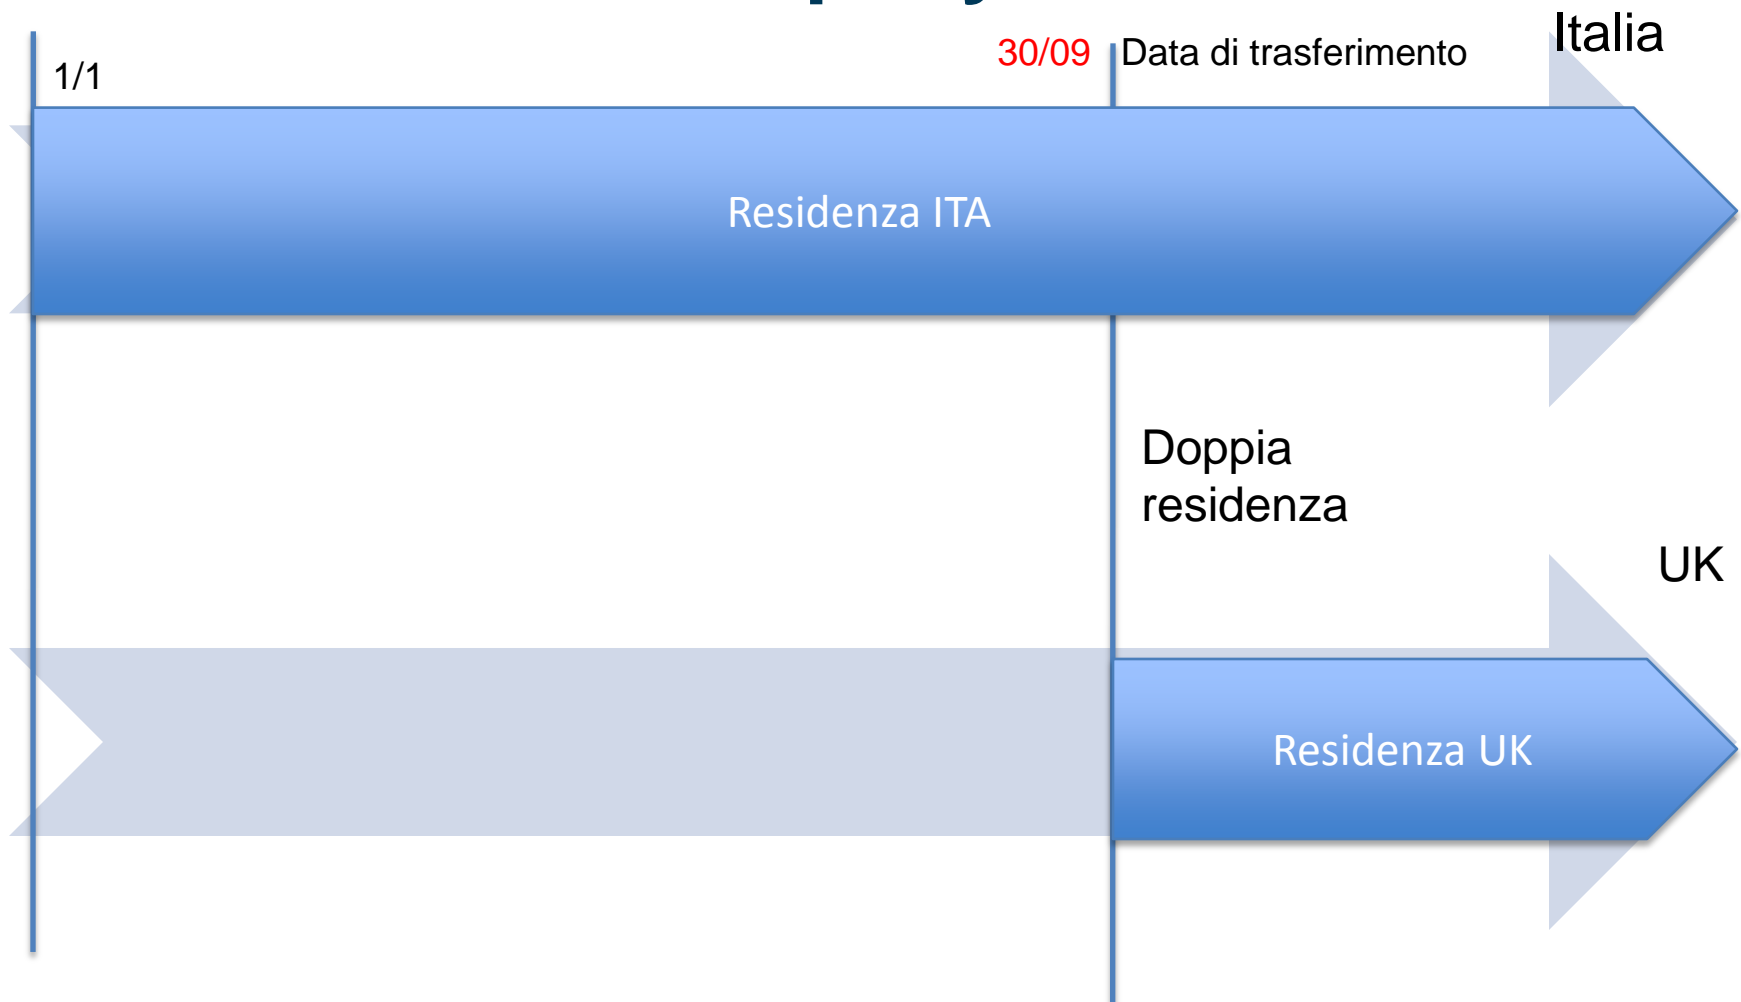 Italia
30/09 Data di trasferimento
1/1
Residenza ITA
Doppia
residenza
UK
Residenza UK